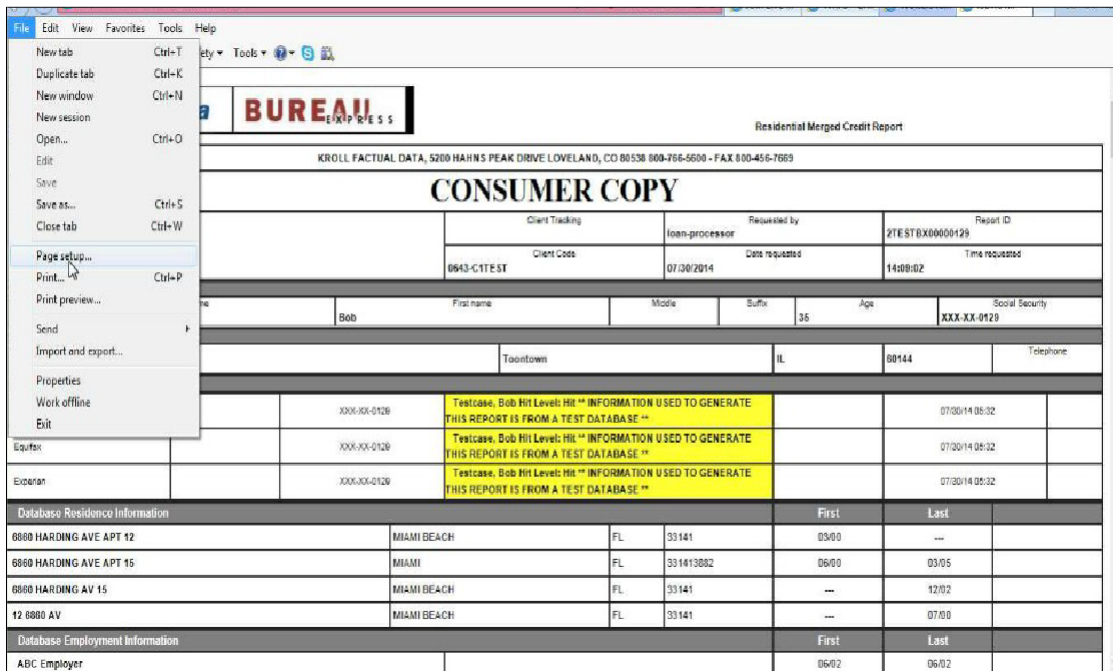 File Edit View Favorites Tools Help
New tab Ctrl+T
Duplicate tab Ctrl+K
New window Ctrl+N
New session
Open... Ctrl+O
Edit
Save
Save as... Ctrl+S
Close tab Ctrl+W
Page setup...
Print... Ctrl+P
Print preview...
Send
Import and export...
Properties
Work offline
Exit
ety Tools
a BUREAU EXPRESS
Residential Merged Credit Report
KROLL FACTUAL DATA, 5200 HAHNS PEAK DRIVE LOVELAND, CO 80538 800-766-5600 - FAX 800-456-7669
CONSUMER COPY
Client Tracking Requested by Report ID
loan-processor 2TESTBX00000129
Client Code Date requested Time requested
0643-C1TEST 07/30/2014 14:09:02
me First name Middle Suffix Age Social Security
Bob 35 XXX-XX-0129
Telephone
Toontown IL 60144
XXX-XX-0129 Testcase, Bob Hit Level: Hit ** INFORMATION USED TO GENERATE 07/30/14 05:32
THIS REPORT IS FROM A TEST DATABASE **
Equifax XXX-XX-0129 Testcase, Bob Hit Level: Hit ** INFORMATION USED TO GENERATE 07/30/14 05:32
THIS REPORT IS FROM A TEST DATABASE **
Experian XXX-XX-0129 Testcase, Bob Hit Level: Hit ** INFORMATION USED TO GENERATE 07/30/14 05:32
THIS REPORT IS FROM A TEST DATABASE **
Database Residence Information First Last
6860 HARDING AVE APT 12 MIAMI BEACH FL 33141 03/00 ---
6860 HARDING AVE APT 15 MIAMI FL 331413882 06/00 03/05
6860 HARDING AV 15 MIAMI BEACH FL 33141 --- 12/02
12 6860 AV MIAMI BEACH FL 33141 --- 07/00
Database Employment Information First Last
ABC Employer 06/02 06/02